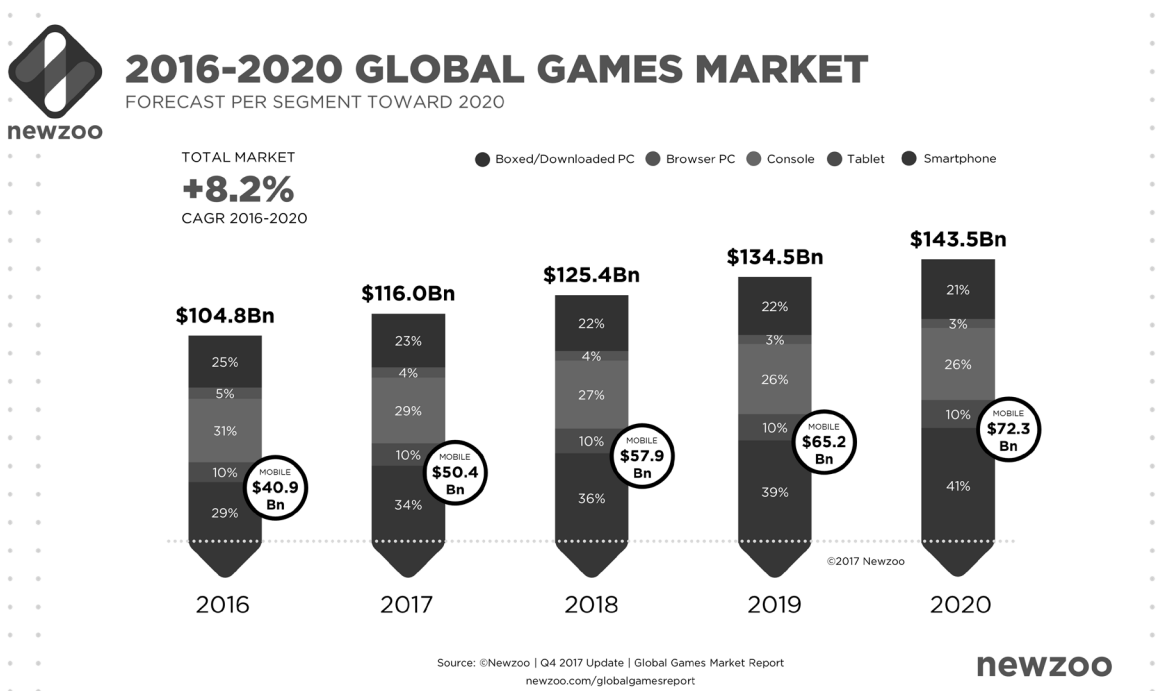 2016-2020 GLOBAL GAMES MARKET
FORECAST PER SEGMENT TOWARD 2020
newzoo
TOTAL MARKET
+8.2%
CAGR 2016-2020
Boxed/Downloaded PC Browser PC Console Tablet Smartphone
$104.8Bn
25%
5%
31%
10%
29%
MOBILE
$40.9
Bn
2016
$116.0Bn
23%
4%
29%
10%
34%
MOBILE
$50.4
Bn
2017
$125.4Bn
22%
4%
27%
10%
36%
MOBILE
$57.9
Bn
2018
$134.5Bn
22%
3%
26%
10%
39%
MOBILE
$65.2
Bn
2019
$143.5Bn
21%
3%
26%
10%
41%
MOBILE
$72.3
Bn
2020
©2017 Newzoo
Source: ©Newzoo | Q4 2017 Update | Global Games Market Report
newzoo.com/globalgamesreport
newzoo